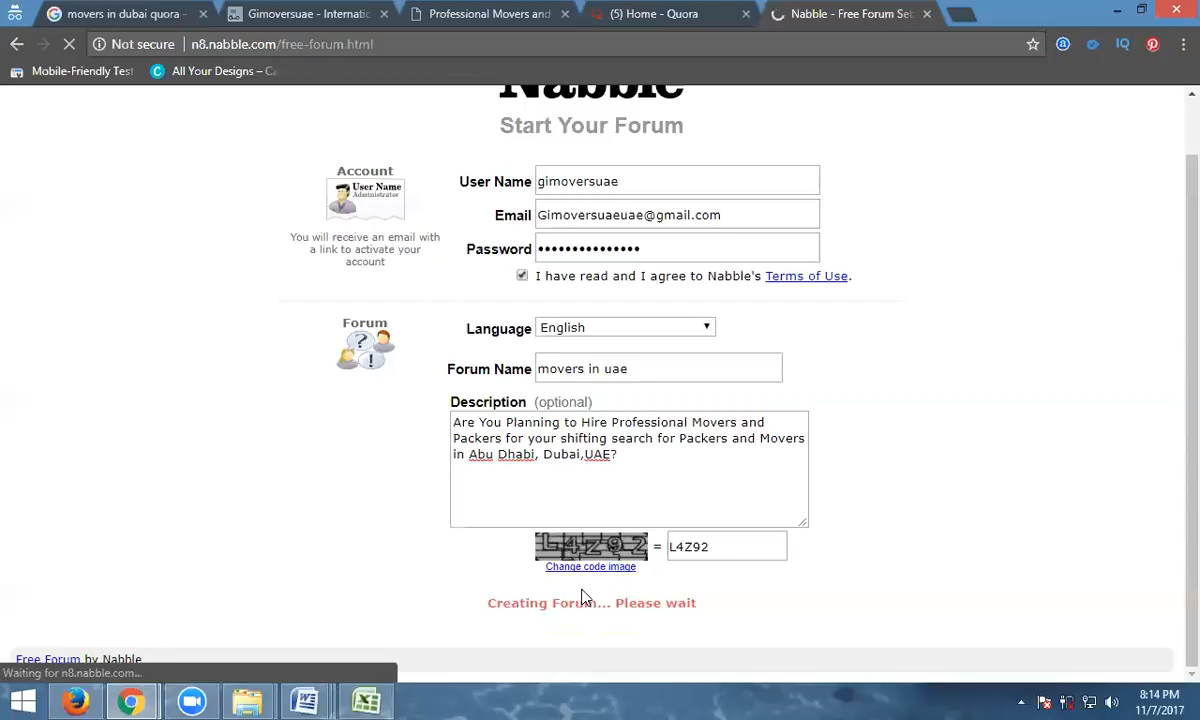 movers in dubai quora -
Gimoversuae - Internatic
Professional Movers and
(5) Home - Quora
Nabble - Free Forum Set
Not secure n8.nabble.com/free-forum.html
Mobile-Friendly Test
All Your Designs – Ca
Nabble
Start Your Forum
Account
User Name
Administrator
You will receive an email with
a link to activate your
account
User Name gimoversuae
Email Gimoversuaeuae@gmail.com
Password •••••••••••••••
I have read and I agree to Nabble's Terms of Use.
Forum
Language English
Forum Name movers in uae
Description (optional)
Are You Planning to Hire Professional Movers and
Packers for your shifting search for Packers and Movers
in Abu Dhabi, Dubai,UAE?
L4Z92 = L4Z92
Change code image
Creating Forum... Please wait
Free Forum by Nabble
Waiting for n8.nabble.com...
8:14 PM
11/7/2017